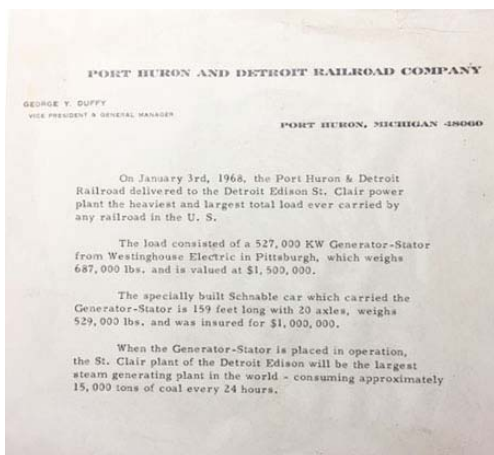 PORT HURON AND DETROIT RAILROAD COMPANY
GEORGE Y. DUFFY
VICE PRESIDENT & GENERAL MANAGER
PORT HURON, MICHIGAN 48060
On January 3rd, 1968, the Port Huron & Detroit
Railroad delivered to the Detroit Edison St. Clair power
plant the heaviest and largest total load ever carried by
any railroad in the U. S.
The load consisted of a 527,000 KW Generator-Stator
from Westinghouse Electric in Pittsburgh, which weighs
687,000 lbs. and is valued at $1,500,000.
The specially built Schnable car which carried the
Generator-Stator is 159 feet long with 20 axles, weighs
529,000 lbs. and was insured for $1,000,000.
When the Generator-Stator is placed in operation,
the St. Clair plant of the Detroit Edison will be the largest
steam generating plant in the world - consuming approximately
15,000 tons of coal every 24 hours.